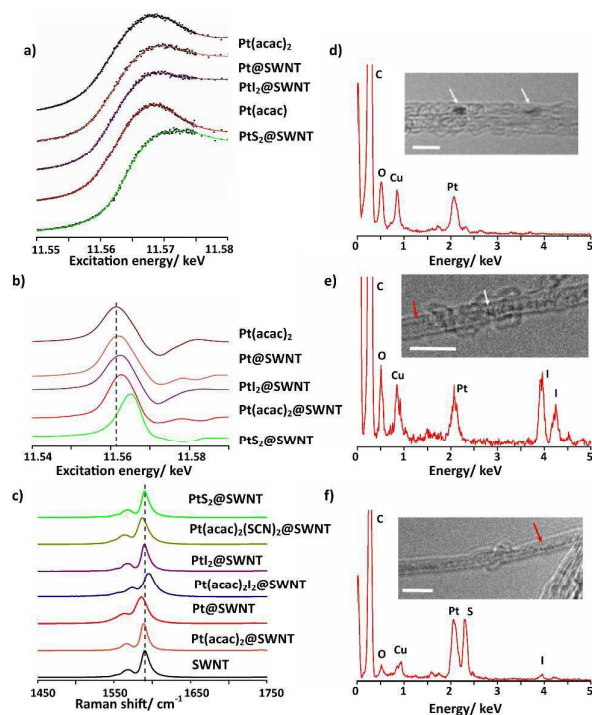 a)
Pt(acac)₂
Pt@SWNT
PtI₂@SWNT
Pt(acac)
PtS₂@SWNT
11.55 11.56 11.57 11.58
Excitation energy/ keV
b)
Pt(acac)₂
Pt@SWNT
PtI₂@SWNT
Pt(acac)₂@SWNT
PtS₂@SWNT
11.54 11.56 11.58
Excitation energy/ keV
c)
PtS₂@SWNT
Pt(acac)₂(SCN)₂@SWNT
PtI₂@SWNT
Pt(acac)₂I₂@SWNT
Pt@SWNT
Pt(acac)₂@SWNT
SWNT
1450 1550 1650 1750
Raman shift/ cm⁻¹
d)
C
O
Cu
Pt
0 1 2 3 4 5
Energy/ keV
e)
C
O
Cu
Pt
I
I
0 1 2 3 4 5
Energy/ keV
f)
C
O
Cu
Pt
S
I
0 1 2 3 4 5
Energy/ keV